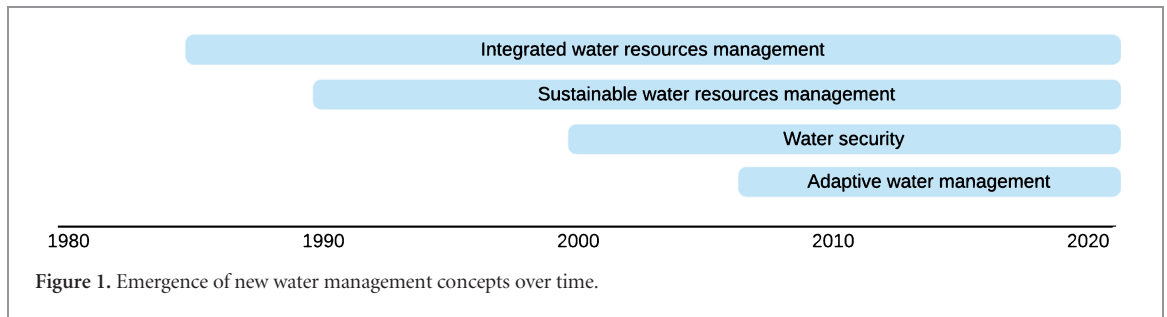 Integrated water resources management
Sustainable water resources management
Water security
Adaptive water management
1980 1990 2000 2010 2020
Figure 1. Emergence of new water management concepts over time.